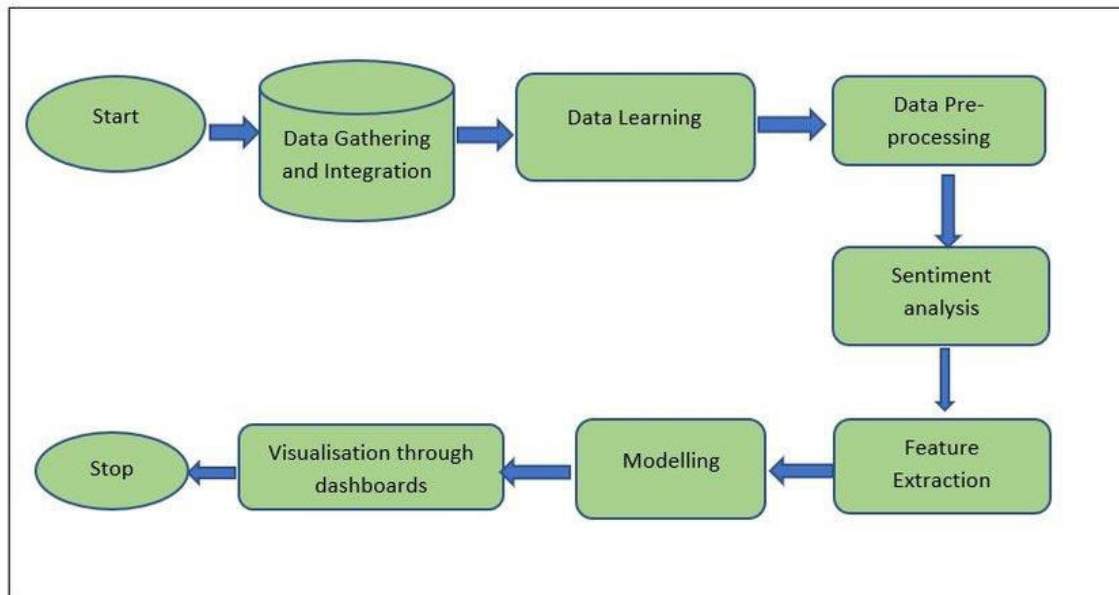 Start
Data Gathering
and Integration
Data Learning
Data Pre-
processing
Sentiment
analysis
Feature
Extraction
Modelling
Visualisation through
dashboards
Stop